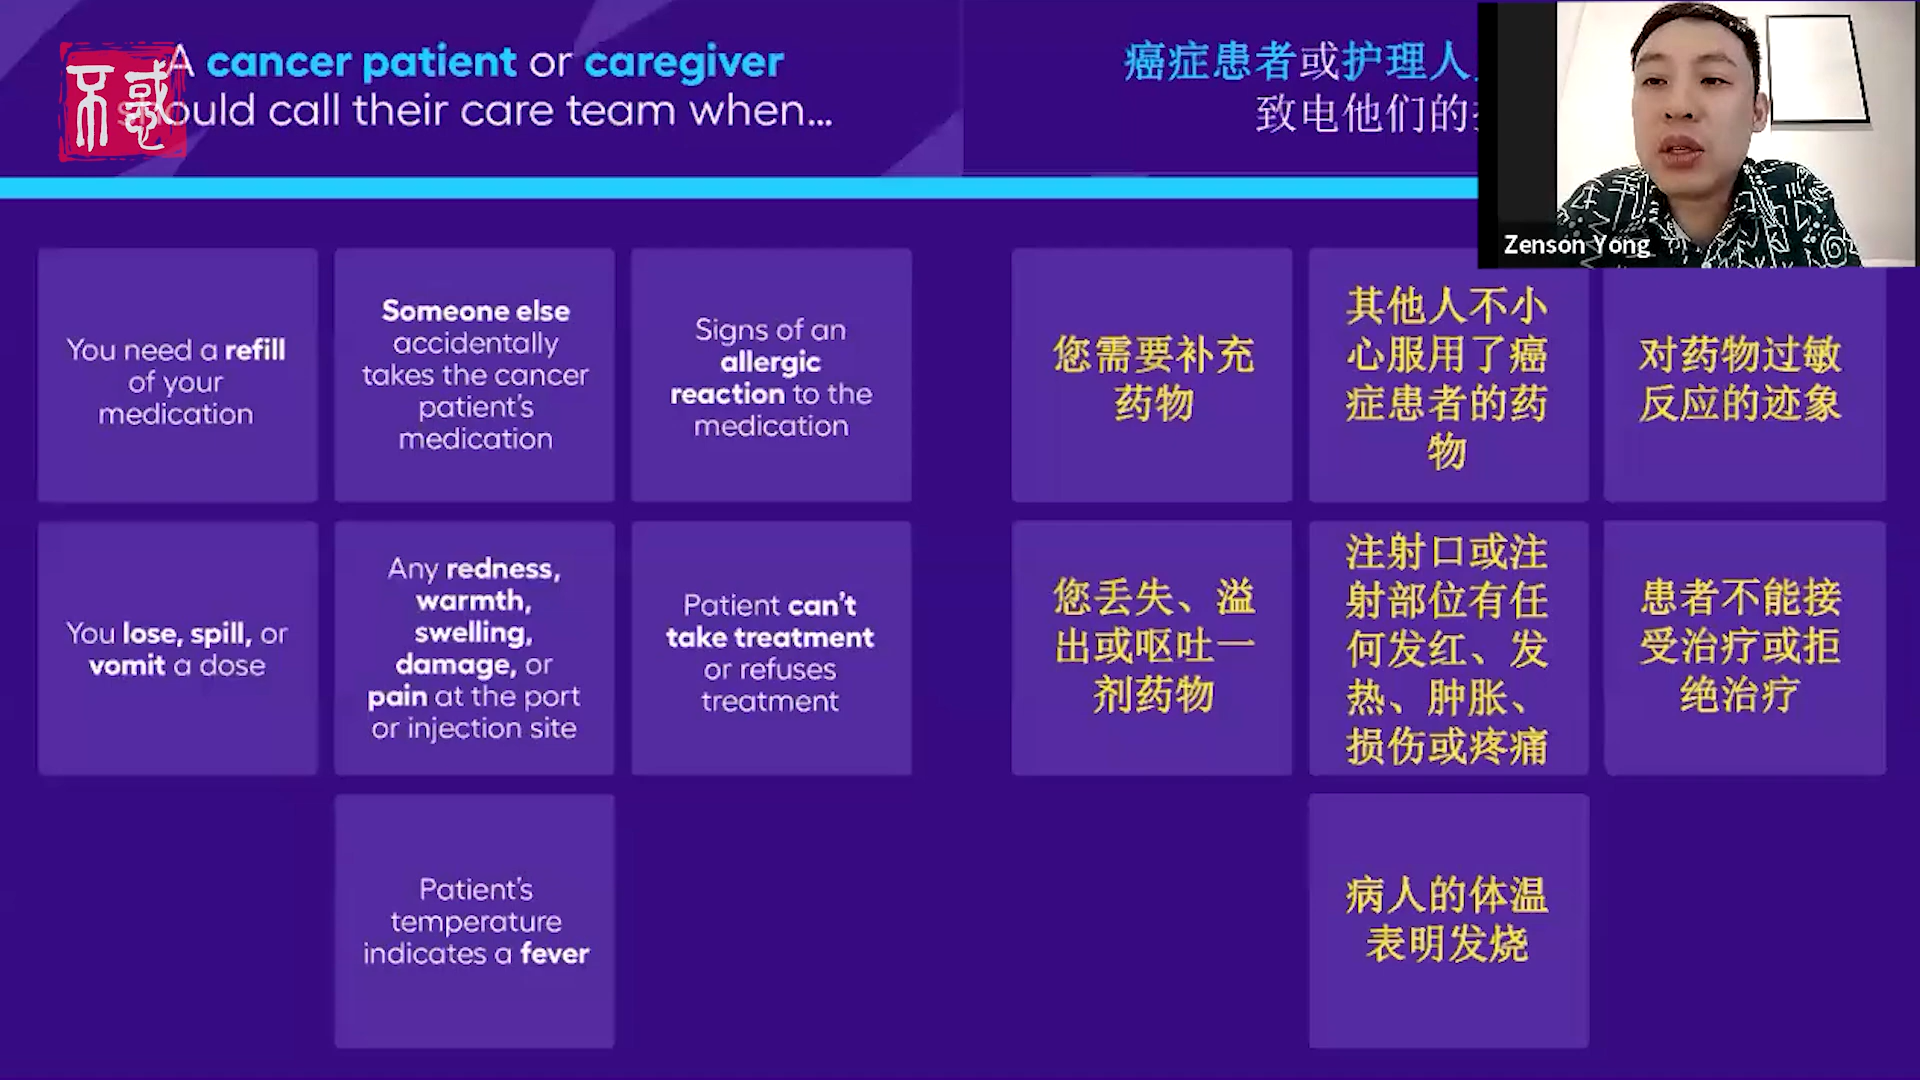 不惑
A cancer patient or caregiver
should call their care team when...
癌症患者或护理人
致电他们的
Zenson Yong
You need a refill
of your
medication
Someone else
accidentally
takes the cancer
patient's
medication
Signs of an
allergic
reaction to the
medication
您需要补充
药物
其他人不小
心服用了癌
症患者的药
物
对药物过敏
反应的迹象
You lose, spill, or
vomit a dose
Any redness,
warmth,
swelling,
damage, or
pain at the port
or injection site
Patient can't
take treatment
or refuses
treatment
您丢失、溢
出或呕吐一
剂药物
注射口或注
射部位有任
何发红、发
热、肿胀、
损伤或疼痛
患者不能接
受治疗或拒
绝治疗
Patient's
temperature
indicates a fever
病人的体温
表明发烧